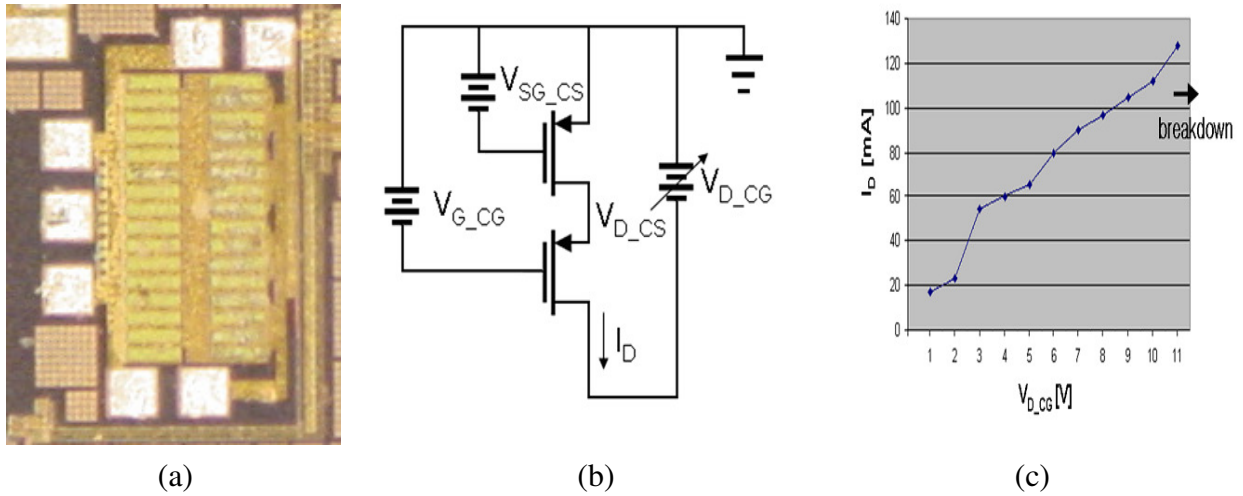 V_SG_CS
V_G_CG
V_D_CS
V_D_CG
I_D
I_D [mA]
140
120
100
80
60
40
20
0
breakdown
1 2 3 4 5 6 7 8 9 10 11
V_D_CG [V]
(a) (b) (c)